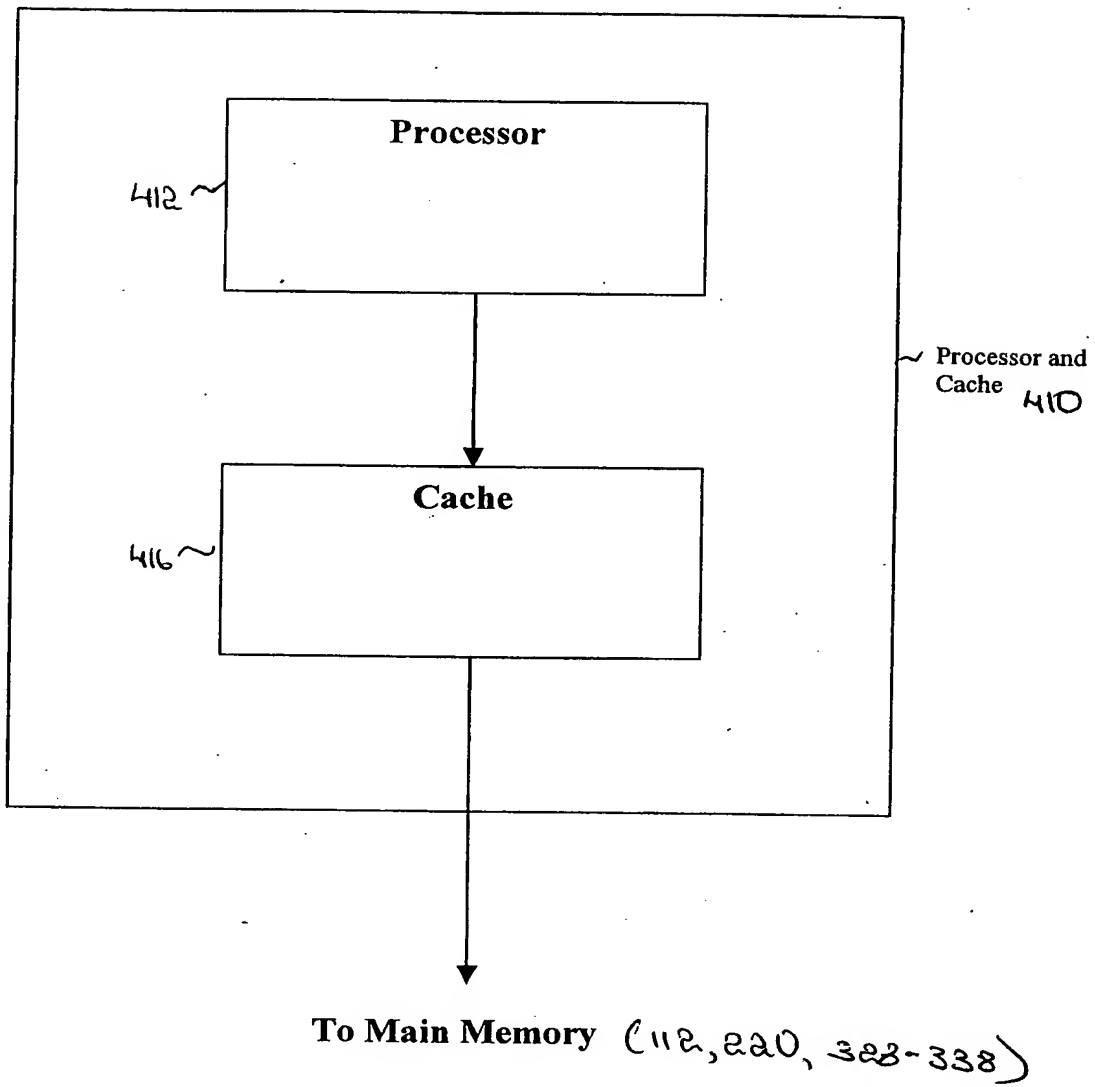 Processor
412
Processor and
Cache 410
Cache
416
To Main Memory (112, 220, 328-338)